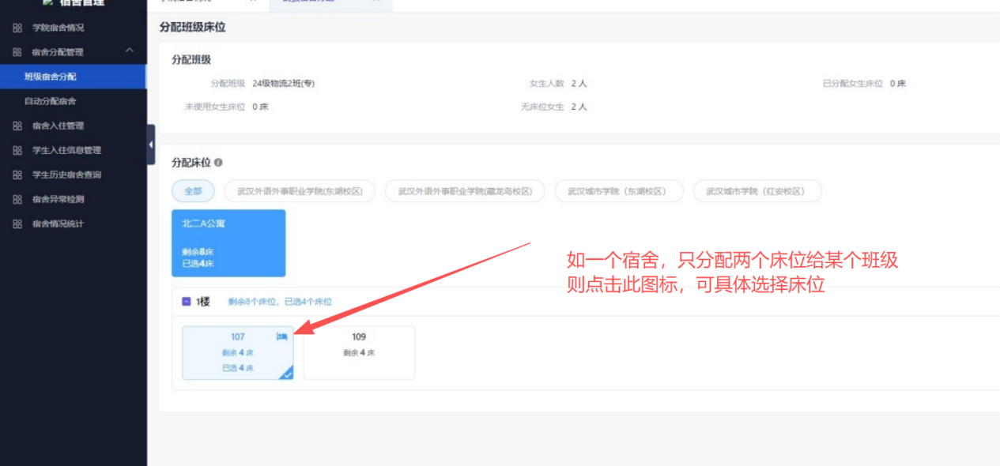 宿舍管理
学院宿舍情况
宿舍分配管理
班级宿舍分配
自动分配宿舍
宿舍入住管理
学生入住信息管理
学生历史宿舍查询
宿舍异常检测
宿舍情况统计
分配班级床位
分配班级
分配班级 24级物流2班(专) 女生人数 2 人 已分配女生床位 0 床
未使用女生床位 0 床 无床位女生 2 人
分配床位
全部 武汉外语外事职业学院(东湖校区) 武汉外语外事职业学院(藏龙岛校区) 武汉城市学院（东湖校区） 武汉城市学院（红安校区）
北二A公寓
剩余8床
已选4床
如一个宿舍，只分配两个床位给某个班级
则点击此图标，可具体选择床位
1楼 剩余8个床位，已选4个床位
107
剩余 4 床
已选 4 床
109
剩余 4 床